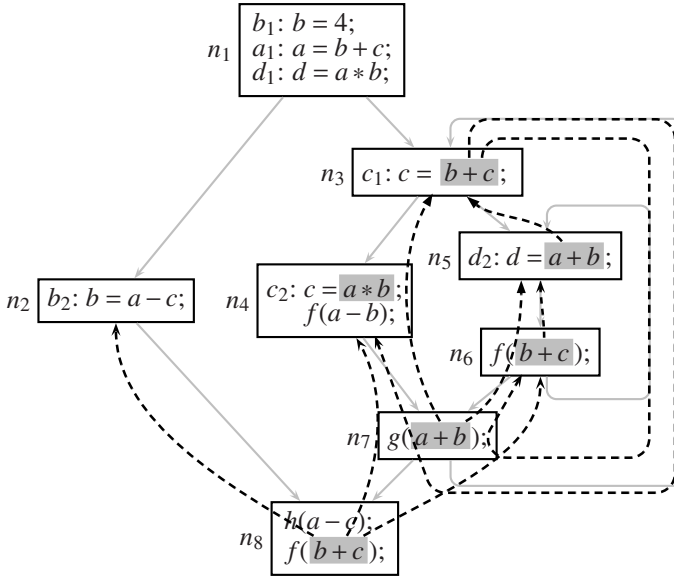 b₁: b = 4;
n₁ a₁: a = b + c;
d₁: d = a ∗ b;
n₃ c₁: c = b + c;
n₅ d₂: d = a + b;
n₂ b₂: b = a − c;
n₄ c₂: c = a ∗ b;
f(a − b);
n₆ f(b + c);
n₇ g(a + b);
h(a − c);
n₈ f(b + c);